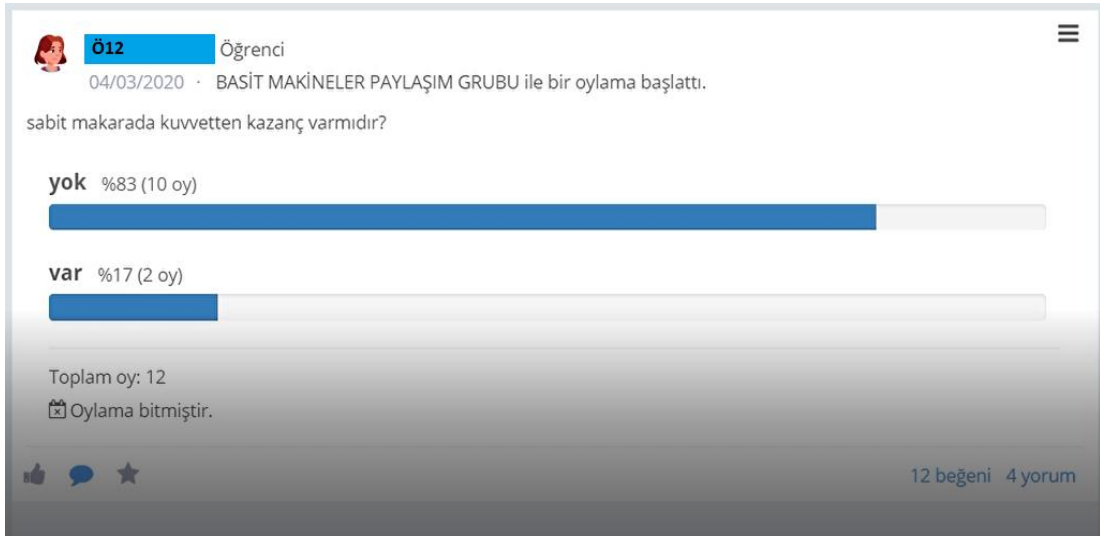 Ö12 Öğrenci
04/03/2020 · BASİT MAKİNELER PAYLAŞIM GRUBU ile bir oylama başlattı.
sabit makarada kuvvetten kazanç varmıdır?
yok %83 (10 oy)
var %17 (2 oy)
Toplam oy: 12
Oylama bitmiştir.
12 beğeni 4 yorum